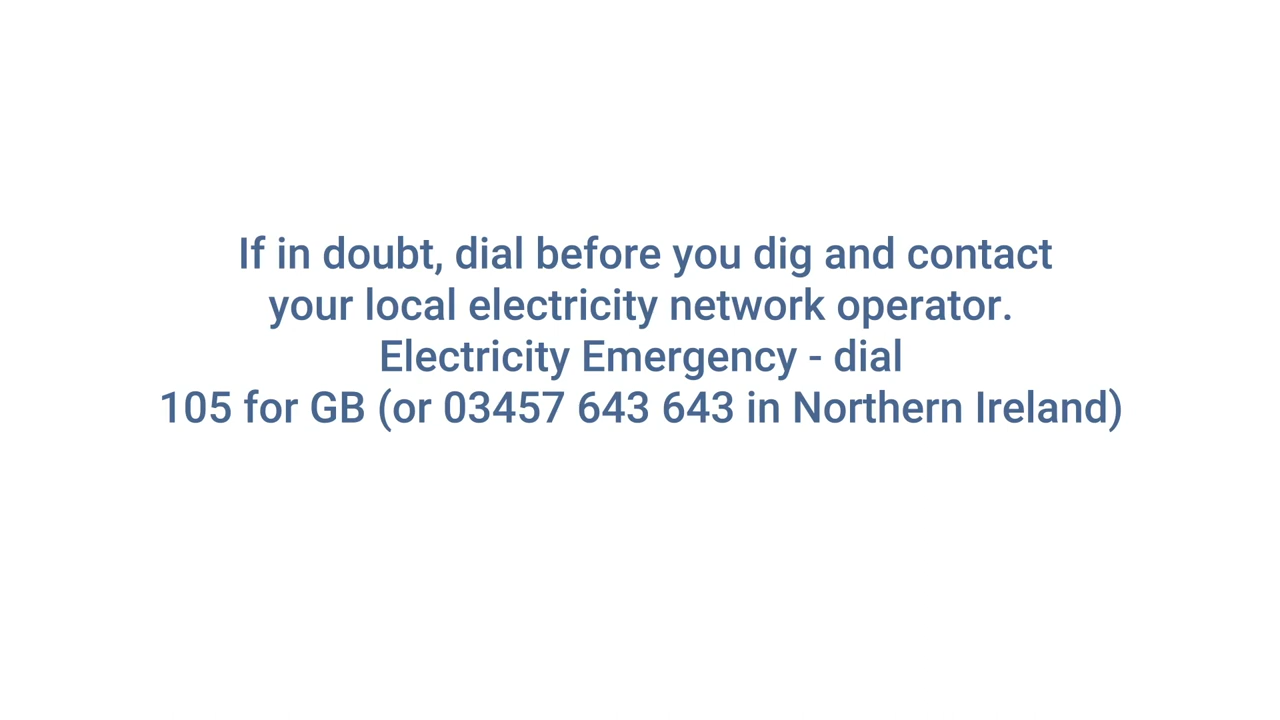 If in doubt, dial before you dig and contact
your local electricity network operator.
Electricity Emergency - dial
105 for GB (or 03457 643 643 in Northern Ireland)